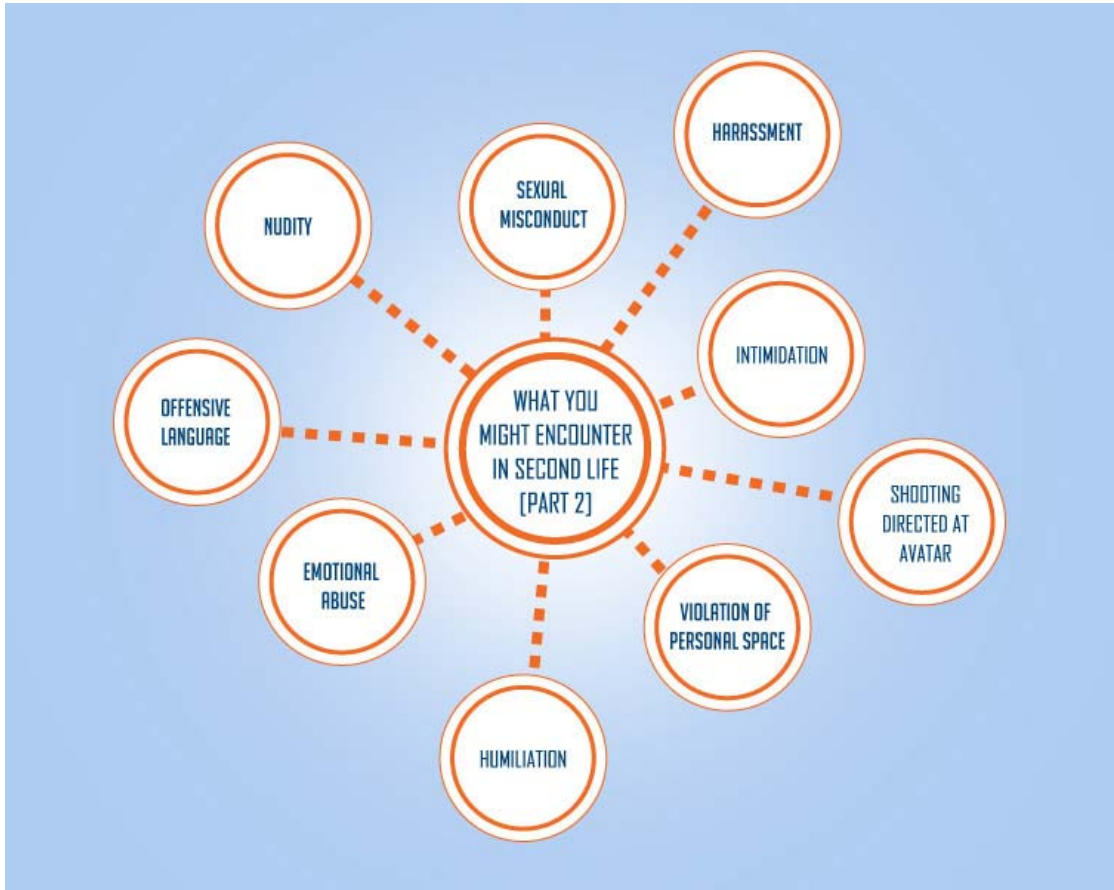 HARASSMENT
SEXUAL
MISCONDUCT
NUDITY
INTIMIDATION
WHAT YOU
MIGHT ENCOUNTER
IN SECOND LIFE
[PART 2]
OFFENSIVE
LANGUAGE
SHOOTING
DIRECTED AT
AVATAR
EMOTIONAL
ABUSE
VIOLATION OF
PERSONAL SPACE
HUMILIATION